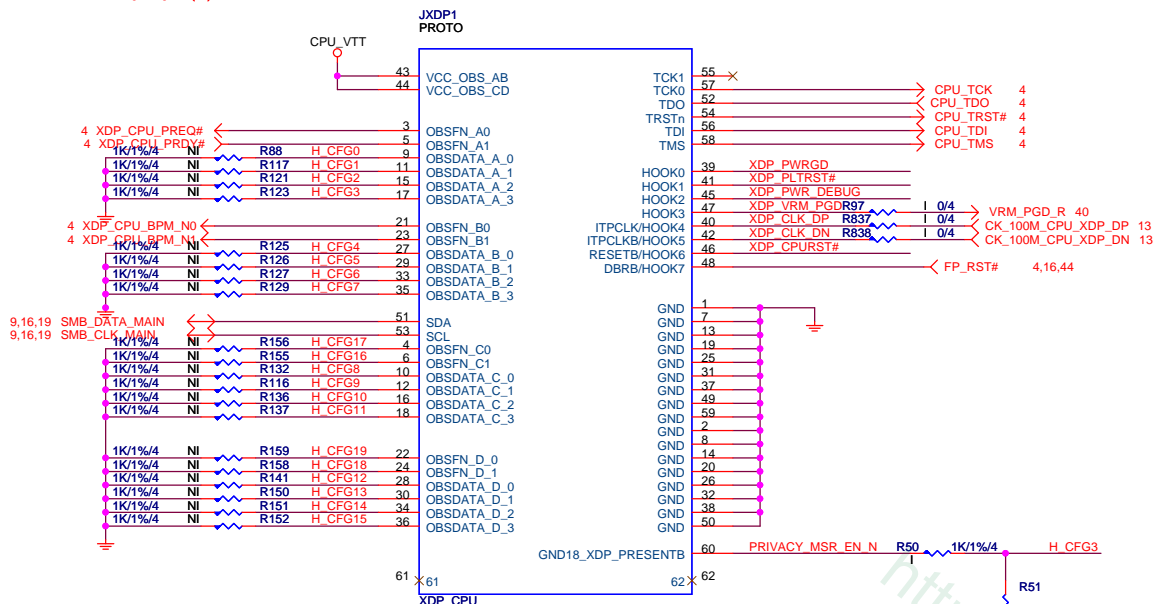 JXDP1
PROTO
CPU_VTT
43 VCC_OBS_AB
44 VCC_OBS_CD
4 XDP_CPU_PREQ# 3 OBSFN_A0
4 XDP_CPU_PRDY# 5 OBSFN_A1
1K/1%/4 NI R88 H_CFG0 9 OBSDATA_A_0
1K/1%/4 NI R117 H_CFG1 11 OBSDATA_A_1
1K/1%/4 NI R121 H_CFG2 15 OBSDATA_A_2
1K/1%/4 NI R123 H_CFG3 17 OBSDATA_A_3
4 XDP_CPU_BPM_N0 21 OBSFN_B0
4 XDP_CPU_BPM_N1 23 OBSFN_B1
1K/1%/4 NI R125 H_CFG4 27 OBSDATA_B_0
1K/1%/4 NI R126 H_CFG5 29 OBSDATA_B_1
1K/1%/4 NI R127 H_CFG6 33 OBSDATA_B_2
1K/1%/4 NI R129 H_CFG7 35 OBSDATA_B_3
9,16,19 SMB_DATA_MAIN 51 SDA
9,16,19 SMB_CLK_MAIN 53 SCL
1K/1%/4 NI R156 H_CFG17 4 OBSFN_C0
1K/1%/4 NI R155 H_CFG16 6 OBSFN_C1
1K/1%/4 NI R132 H_CFG8 10 OBSDATA_C_0
1K/1%/4 NI R116 H_CFG9 12 OBSDATA_C_1
1K/1%/4 NI R136 H_CFG10 16 OBSDATA_C_2
1K/1%/4 NI R137 H_CFG11 18 OBSDATA_C_3
1K/1%/4 NI R159 H_CFG19 22 OBSFN_D_0
1K/1%/4 NI R158 H_CFG18 24 OBSFN_D_1
1K/1%/4 NI R141 H_CFG12 28 OBSDATA_D_0
1K/1%/4 NI R150 H_CFG13 30 OBSDATA_D_1
1K/1%/4 NI R151 H_CFG14 34 OBSDATA_D_2
1K/1%/4 NI R152 H_CFG15 36 OBSDATA_D_3
61 61
TCK1 55
TCK0 57 CPU_TCK 4
TDO 52 CPU_TDO 4
TRSTn 54 CPU_TRST# 4
TDI 56 CPU_TDI 4
TMS 58 CPU_TMS 4
HOOK0 39 XDP_PWRGD
HOOK1 41 XDP_PLTRST#
HOOK2 45 XDP_PWR_DEBUG
HOOK3 47 XDP_VRM_PGD R97 I 0/4 VRM_PGD_R 40
ITPCLK/HOOK4 40 XDP_CLK_DP R837 I 0/4 CK_100M_CPU_XDP_DP 13
ITPCLKB/HOOK5 42 XDP_CLK_DN R838 I 0/4 CK_100M_CPU_XDP_DN 13
RESETB/HOOK6 46 XDP_CPURST#
DBRB/HOOK7 48 FP_RST# 4,16,44
GND 1
GND 7
GND 13
GND 19
GND 25
GND 31
GND 37
GND 49
GND 59
GND 2
GND 8
GND 14
GND 20
GND 26
GND 32
GND 38
GND 50
GND18_XDP_PRESENTB 60 PRIVACY_MSR_EN_N R50 I 1K/1%/4 H_CFG3
62 62
R51
XDP_CPU
htt